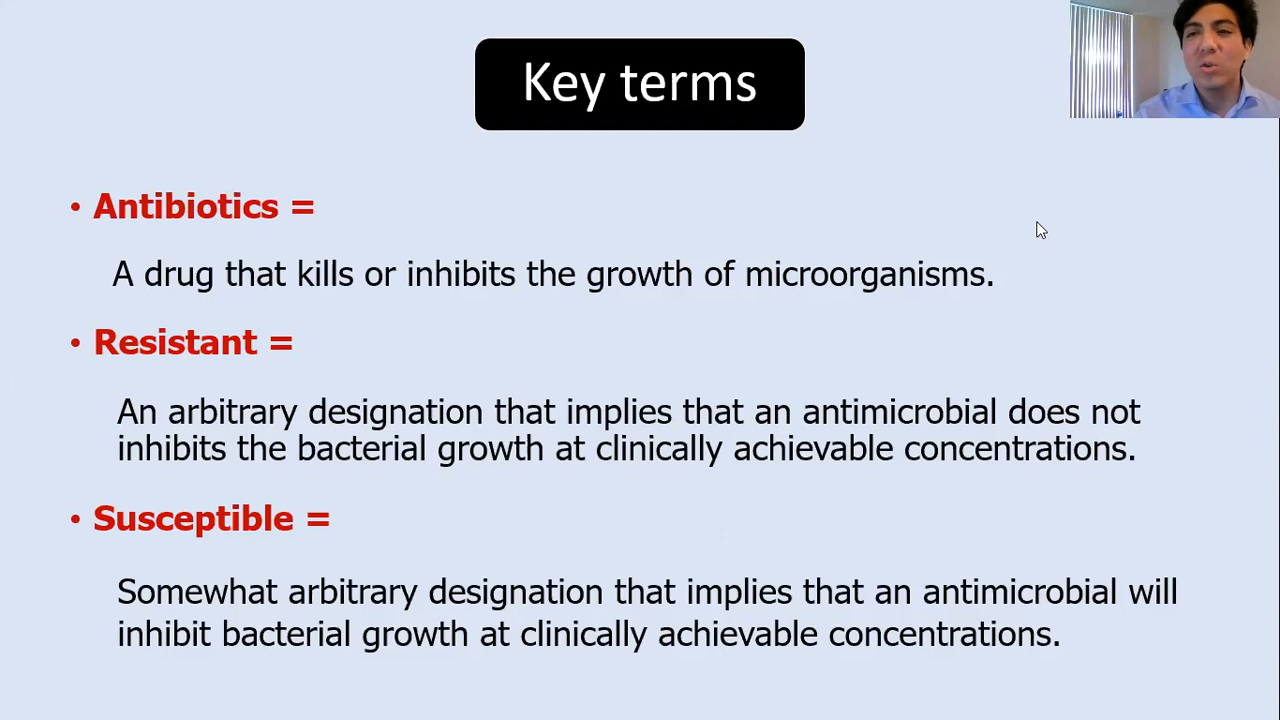 Key terms
• Antibiotics =
A drug that kills or inhibits the growth of microorganisms.
• Resistant =
An arbitrary designation that implies that an antimicrobial does not
inhibits the bacterial growth at clinically achievable concentrations.
• Susceptible =
Somewhat arbitrary designation that implies that an antimicrobial will
inhibit bacterial growth at clinically achievable concentrations.